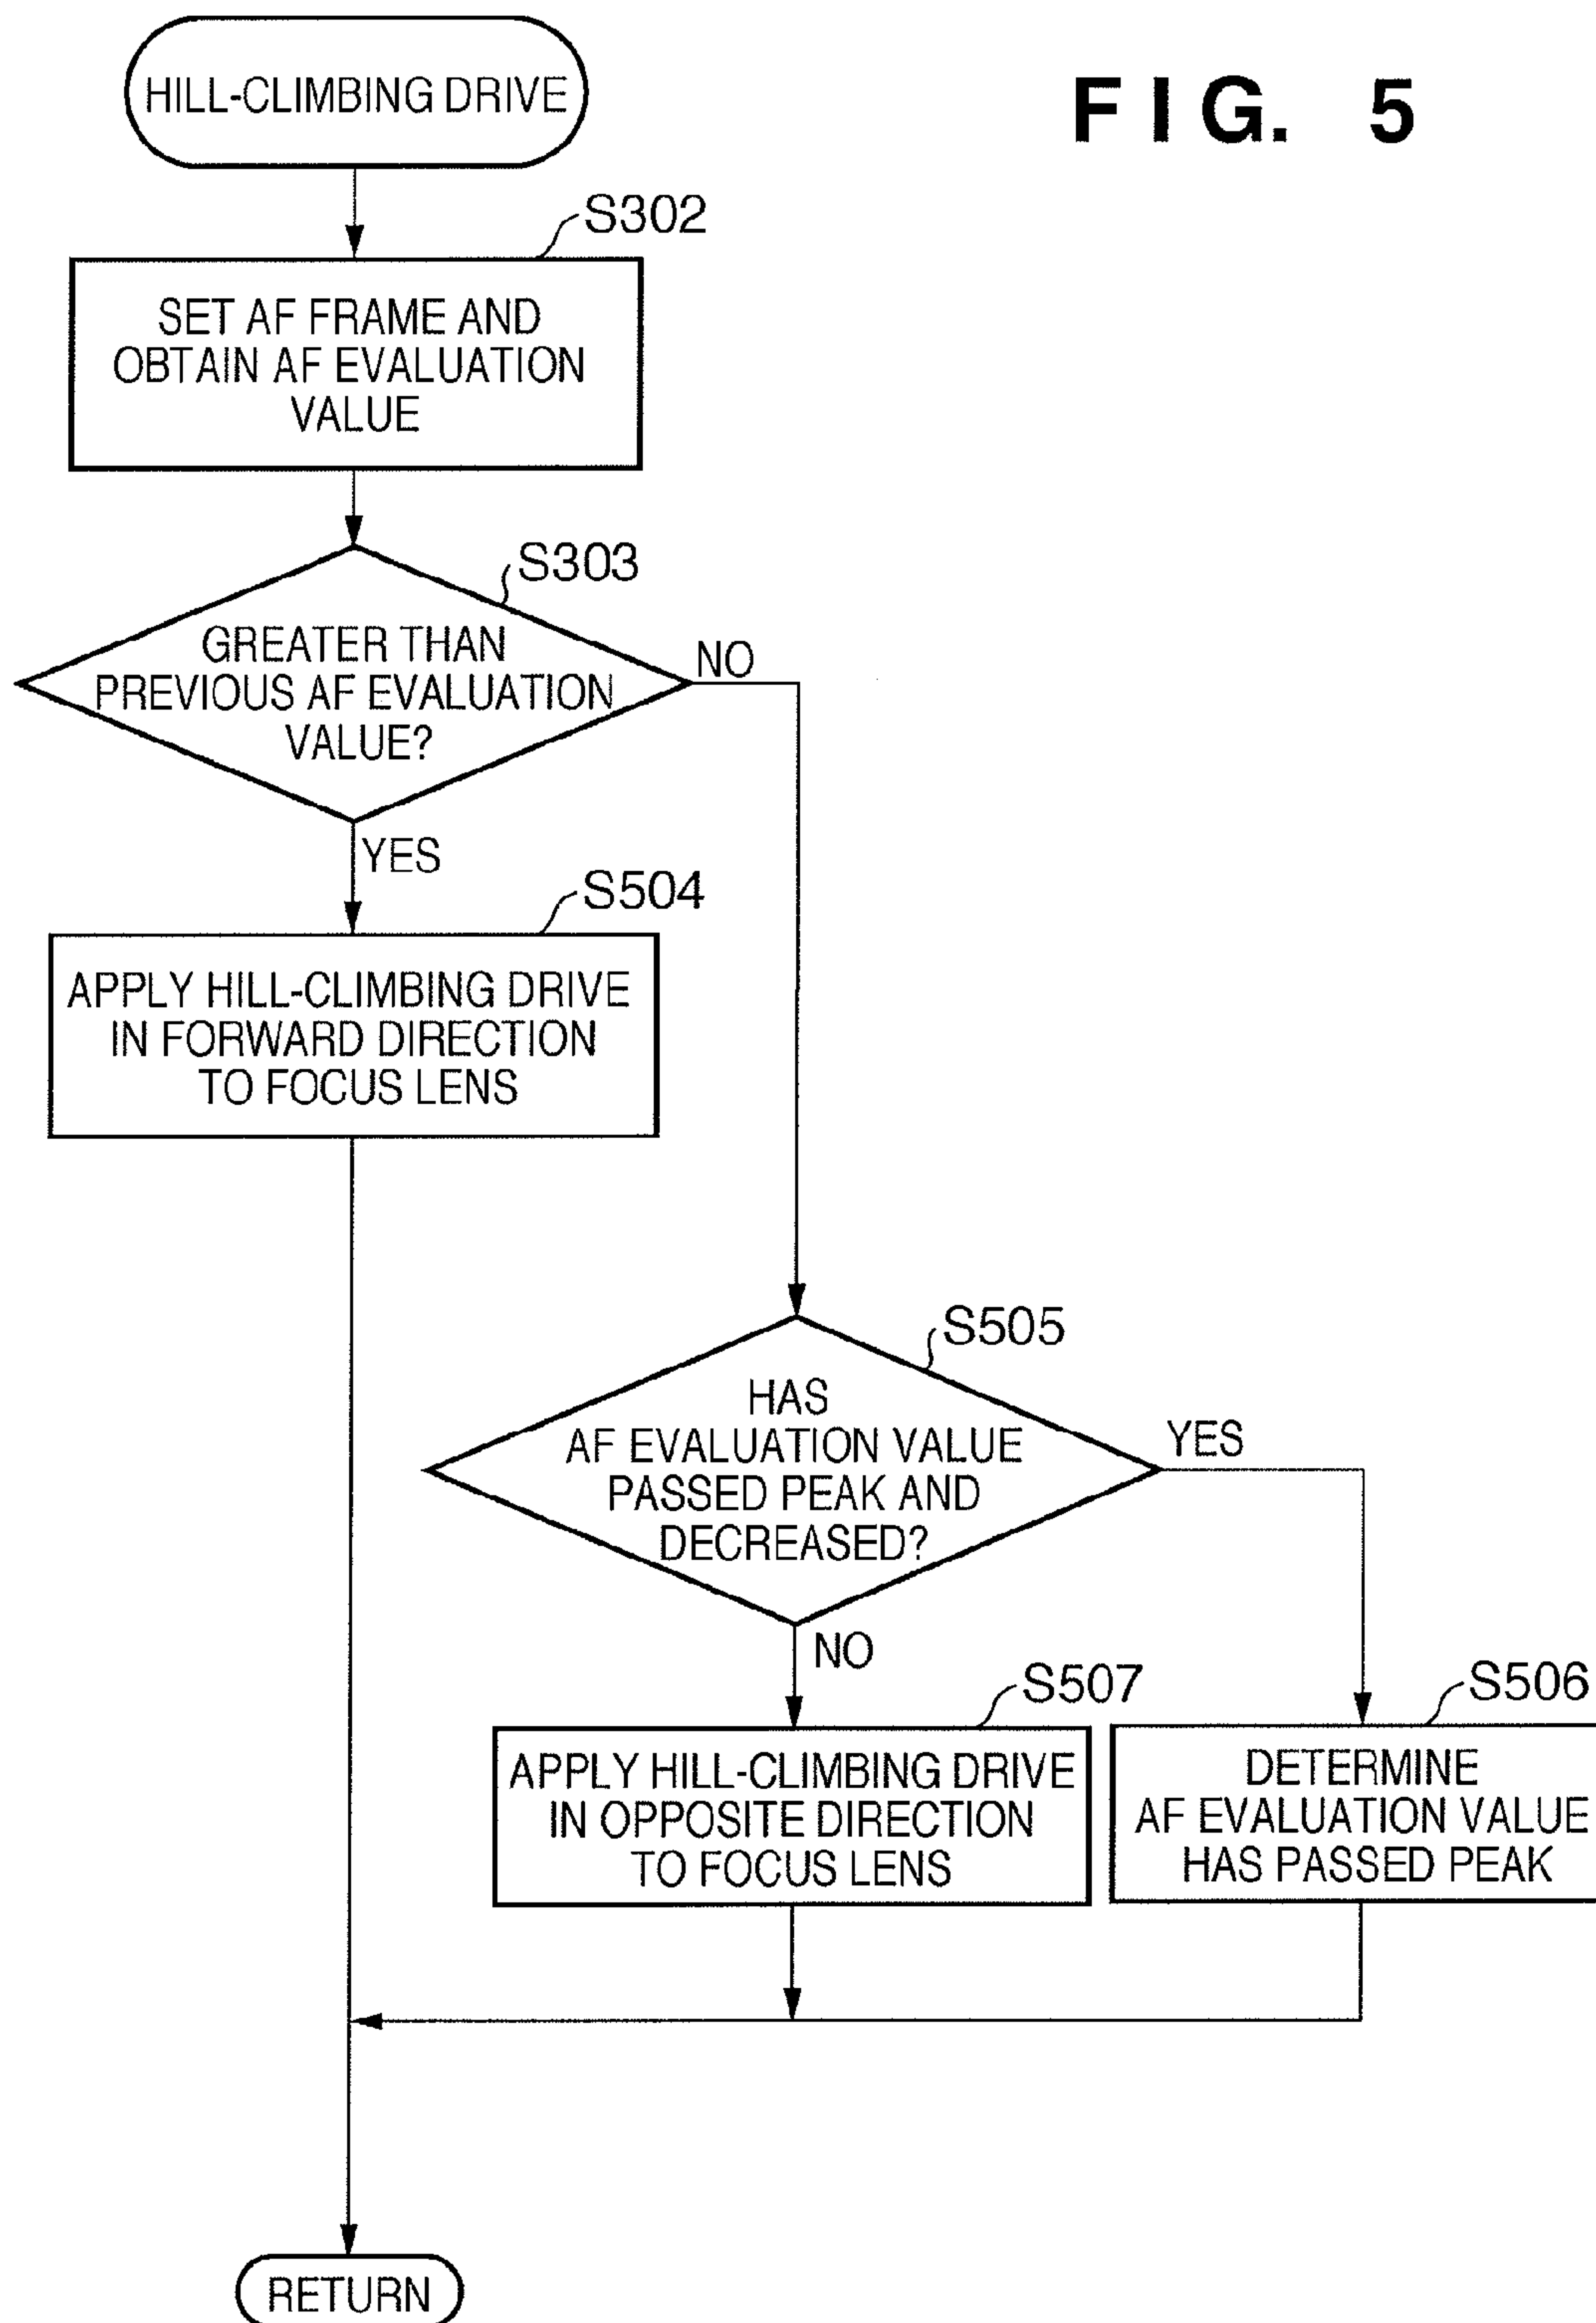 FIG. 5
HILL-CLIMBING DRIVE
S302
SET AF FRAME AND
OBTAIN AF EVALUATION
VALUE
S303
GREATER THAN
PREVIOUS AF EVALUATION
VALUE?
NO
YES
S504
APPLY HILL-CLIMBING DRIVE
IN FORWARD DIRECTION
TO FOCUS LENS
S505
HAS
AF EVALUATION VALUE
PASSED PEAK AND
DECREASED?
YES
NO
S507
APPLY HILL-CLIMBING DRIVE
IN OPPOSITE DIRECTION
TO FOCUS LENS
S506
DETERMINE
AF EVALUATION VALUE
HAS PASSED PEAK
RETURN